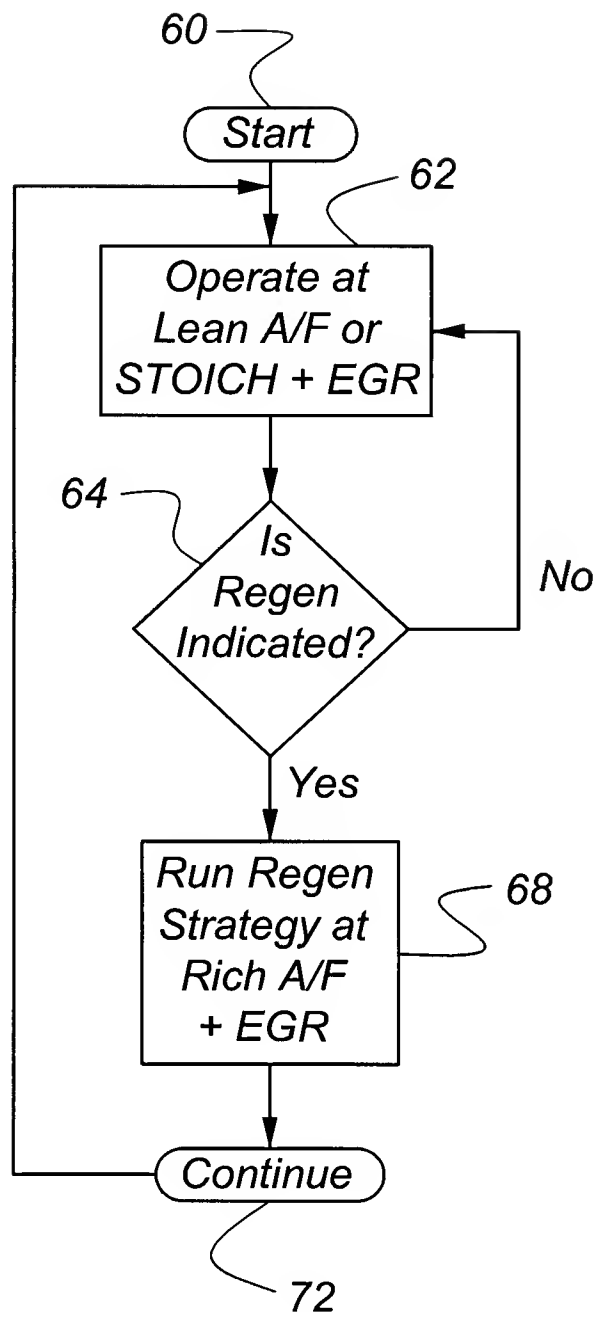 60
Start
62
Operate at
Lean A/F or
STOICH + EGR
64
Is
Regen
Indicated?
No
Yes
Run Regen
Strategy at
Rich A/F
+ EGR
68
Continue
72